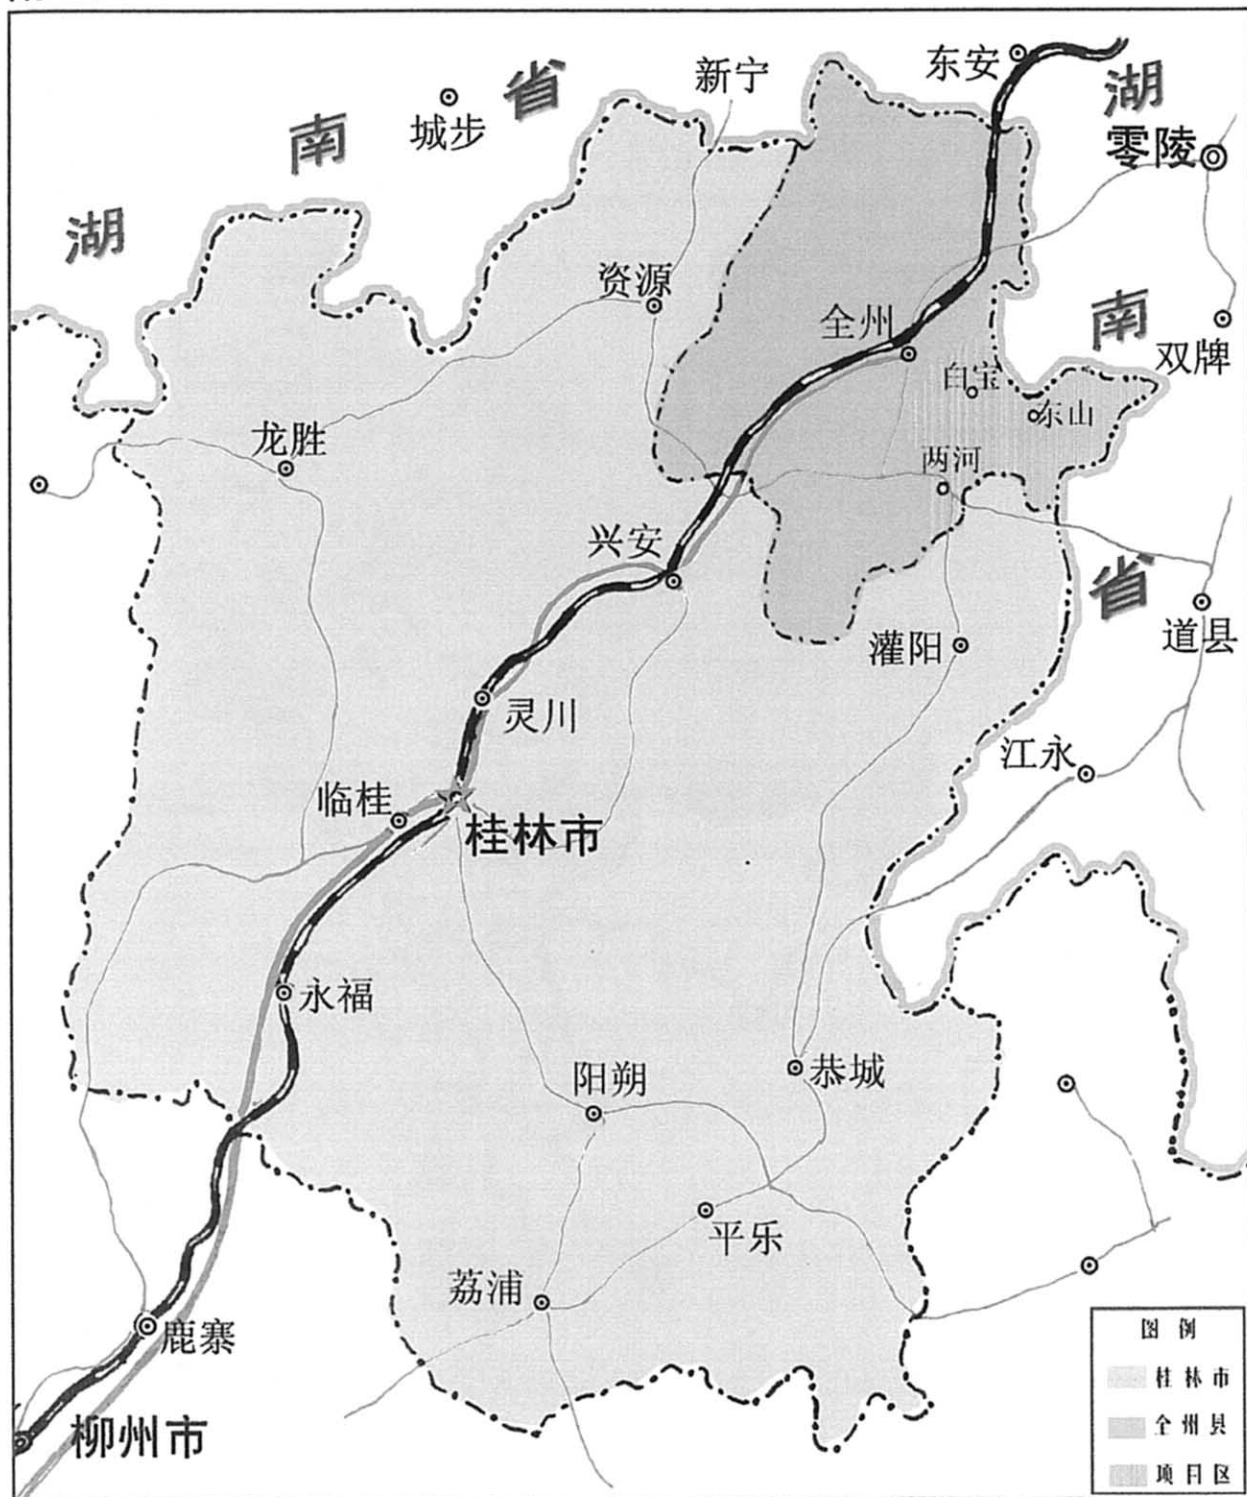 东安
湖
省
新宁
城步
南
零陵
湖
资源
南
全州
双牌
白宝
东山
龙胜
两河
兴安
省
道县
灌阳
灵川
江永
临桂
桂林市
永福
阳朔
恭城
平乐
荔浦
鹿寨
柳州市
图例
桂林市
全州县
项目区